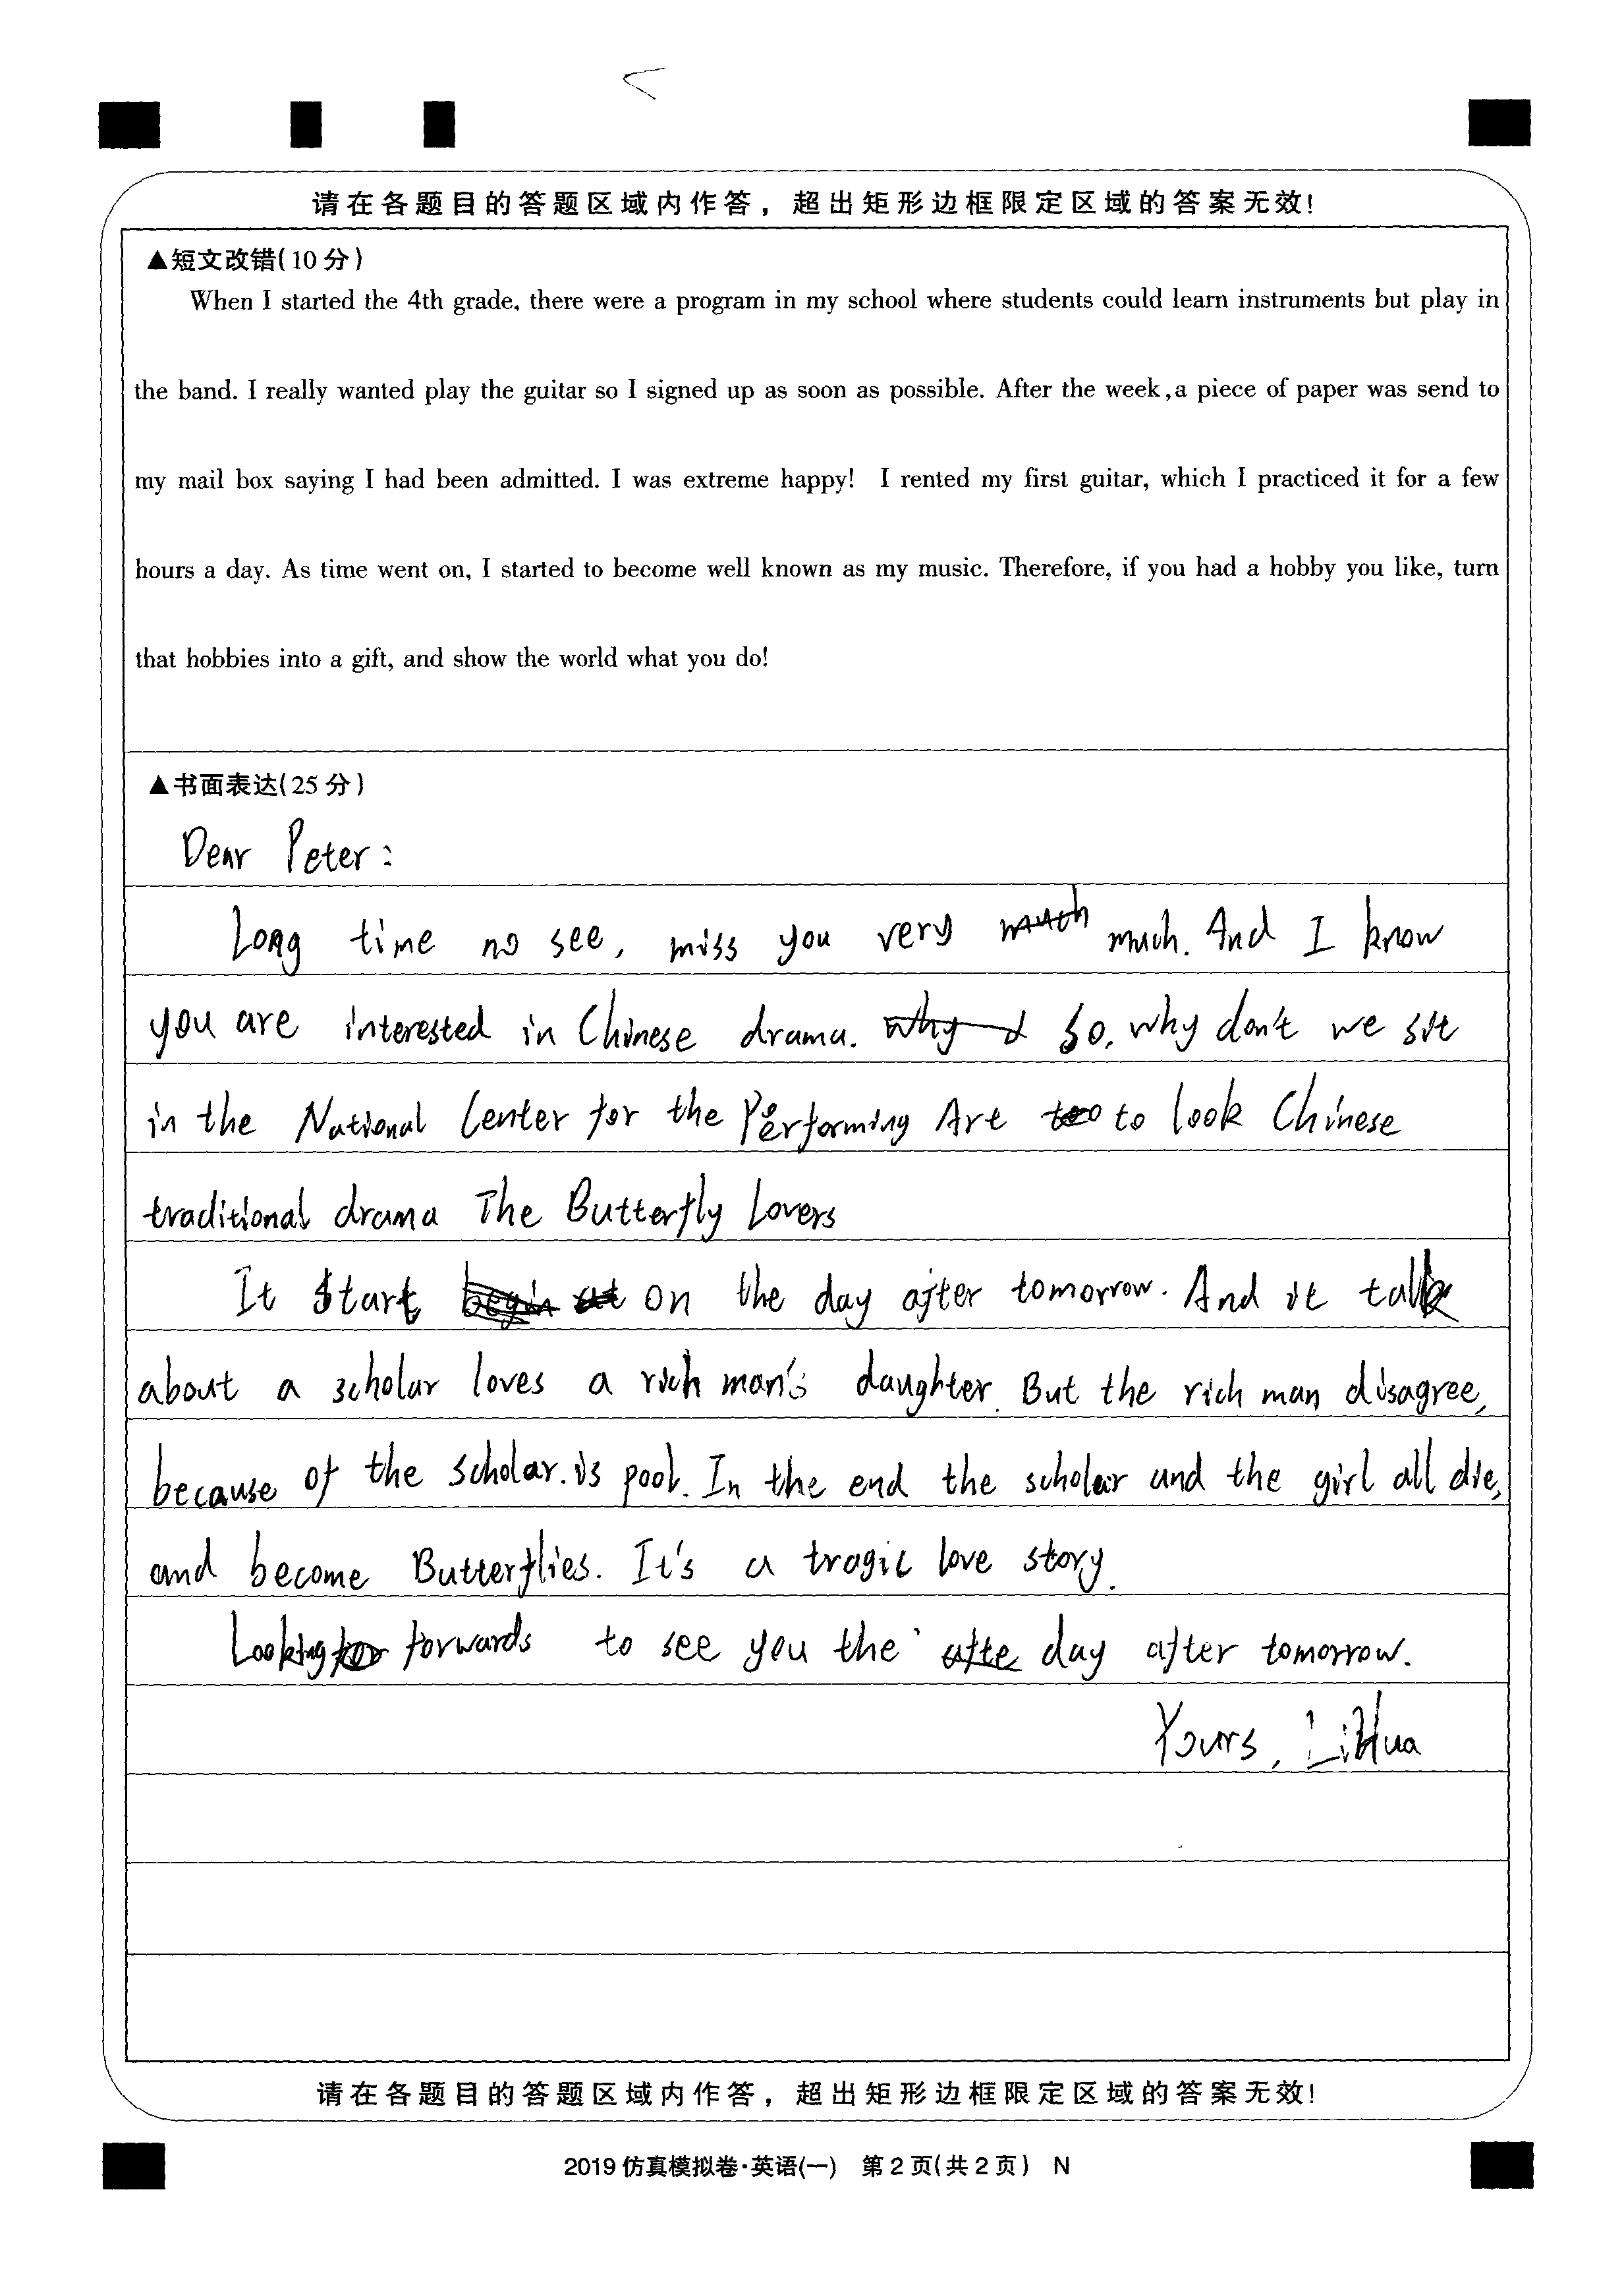 请在各题目的答题区域内作答，超出矩形边框限定区域的答案无效!
▲短文改错(10分)
When I started the 4th grade, there were a program in my school where students could learn instruments but play in
the band. I really wanted play the guitar so I signed up as soon as possible. After the week,a piece of paper was send to
my mail box saying I had been admitted. I was extreme happy! I rented my first guitar, which I practiced it for a few
hours a day. As time went on, I started to become well known as my music. Therefore, if you had a hobby you like, turn
that hobbies into a gift, and show the world what you do!
▲书面表达(25分)
Dear Peter:
Long time no see, miss you very much much. And I know
you are interested in Chinese drama. why I So, why don't we sit
in the National Center for the Performing Art too to look Chinese
traditional drama The Butterfly Lovers
It start begin at on the day after tomorrow. And it talk
about a scholar loves a rich man's daughter. But the rich man disagree,
because of the scholar. is poor. In the end the scholar and the girl all die,
and become Butterflies. It's a tragic love story.
Looking for forwards to see you the afte day after tomorrow.
Yours, LiHua
请在各题目的答题区域内作答，超出矩形边框限定区域的答案无效!
2019仿真模拟卷·英语(一) 第2页(共2页) N